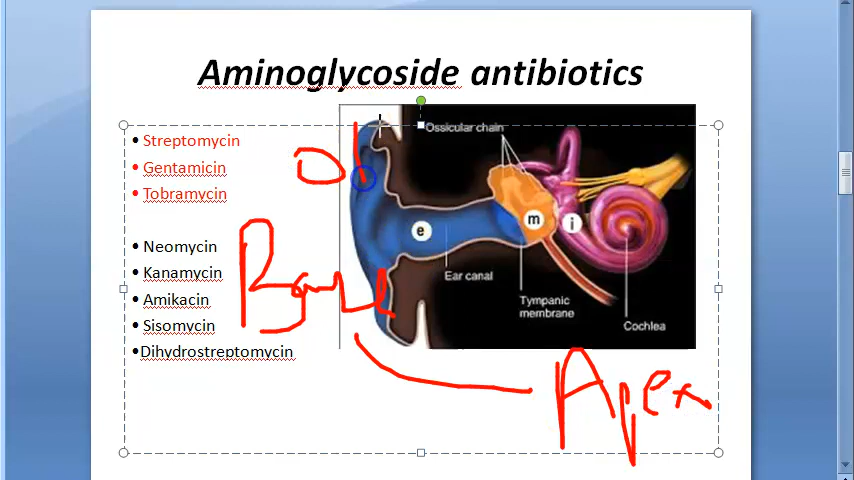 Aminoglycoside antibiotics
Streptomycin
Gentamicin
Tobramycin
Neomycin
Kanamycin
Amikacin
Sisomycin
Dihydrostreptomycin
Ossicular chain
e
m
i
Ear canal
Tympanic
membrane
Cochlea
Apex